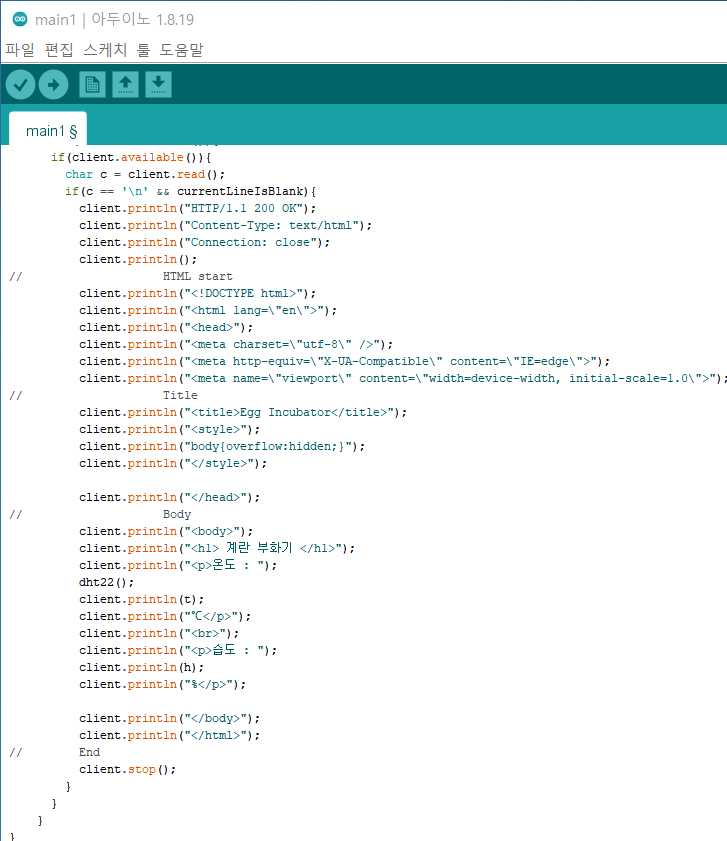 main1 | 아두이노 1.8.19
파일 편집 스케치 툴 도움말
main1 §
if(client.available()){
char c = client.read();
if(c == '\n' && currentLineIsBlank){
client.println("HTTP/1.1 200 OK");
client.println("Content-Type: text/html");
client.println("Connection: close");
client.println();
// HTML start
client.println("<!DOCTYPE html>");
client.println("<html lang=\"en\">");
client.println("<head>");
client.println("<meta charset=\"utf-8\" />");
client.println("<meta http-equiv=\"X-UA-Compatible\" content=\"IE=edge\">");
client.println("<meta name=\"viewport\" content=\"width=device-width, initial-scale=1.0\">");
// Title
client.println("<title>Egg Incubator</title>");
client.println("<style>");
client.println("body{overflow:hidden;}");
client.println("</style>");
client.println("</head>");
// Body
client.println("<body>");
client.println("<h1> 계란 부화기 </h1>");
client.println("<p>온도 : ");
dht22();
client.println(t);
client.println("℃</p>");
client.println("<br>");
client.println("<p>습도 : ");
client.println(h);
client.println("%</p>");
client.println("</body>");
client.println("</html>");
// End
client.stop();
}
}
}
}